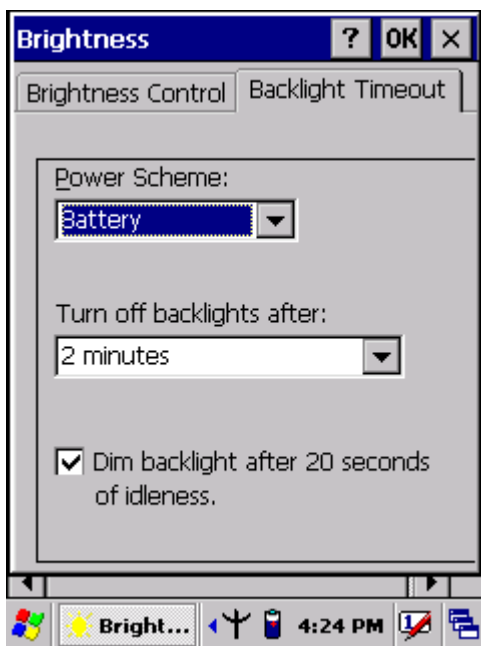 Brightness ? OK ×
Brightness Control Backlight Timeout
Power Scheme:
Battery
Turn off backlights after:
2 minutes
Dim backlight after 20 seconds
of idleness.
Bright... 4:24 PM